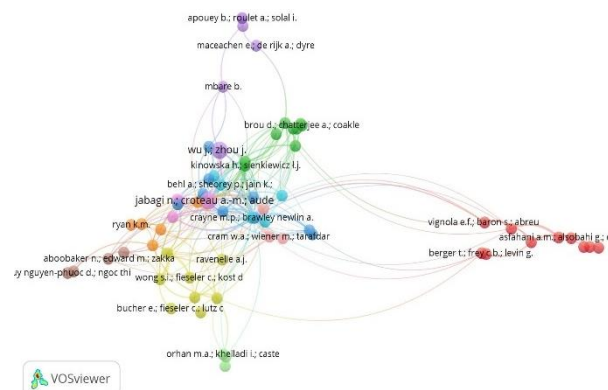 apouey b.; roulet a.; solal i.
maceachen e.; de rijk a.; dyre
mbare b.
brou d.; chatterjee a.; coakle
wu j.; zhou j.
kinowska h.; sienkiewicz ł.j.
behl a.; sheorey p.; jain k.;
jabagi n.; croteau a.-m.; aude
crayne m.p.; brawley newlin a.
vignola e.f.; baron s.; abreu
ryan k.m.
cram w.a.; wiener m.; tarafdar
asfahani a.m.; alsobahi g.;
berger t.; frey c.b.; levin g.
aboobaker n.; edward m.; zakka
ravenelle a.j.
uy nguyen-phuoc d.; ngoc thi
wong s.i.; fieseler c.; kost d
bucher e.; fieseler c.; lutz c
orhan m.a.; khelladi i.; caste
VOSviewer